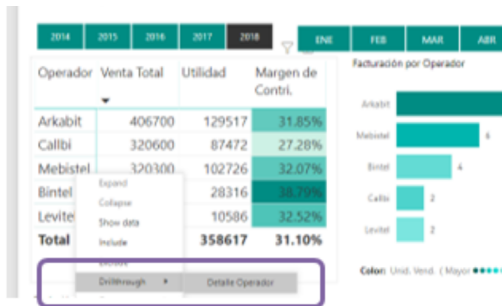 2014 2015 2016 2017 2018 ENE FEB MAR ABR
Operador Venta Total Utilidad Margen de Contri.
Facturación por Operador
Arkabit 406700 129517 31.85%
Callbi 320600 87472 27.28%
Mebistel 320300 102726 32.07%
Bintel 28316 38.79%
Levitel 10586 32.52%
Total 358617 31.10%
Expand
Collapse
Show data
Include
Drillthrough Detalle Operador
Arkabit
Mebistel 6
Bintel 4
Callbi 2
Levitel 2
Color: Unid. Vend. ( Mayor